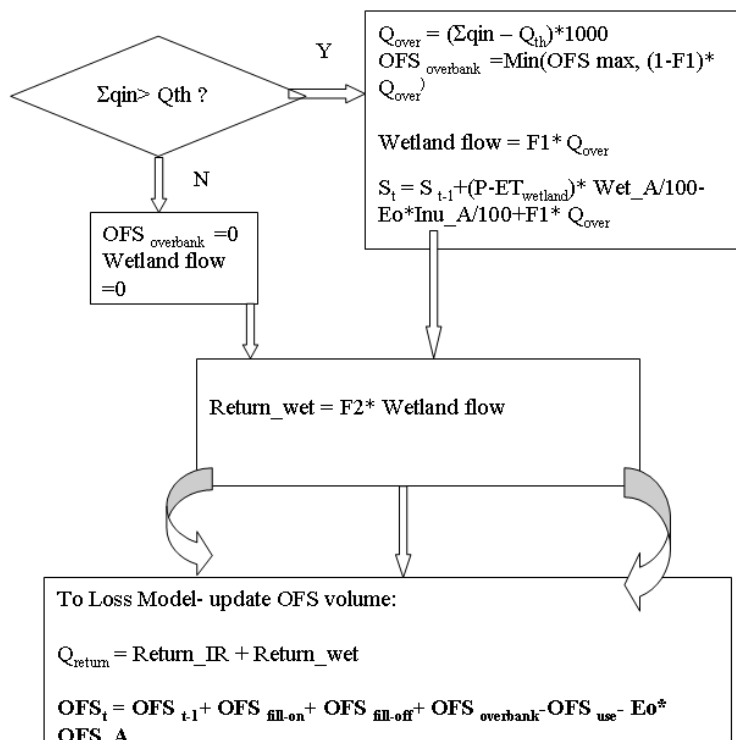 Σqin> Qth ?
Y
N
Qover = (Σqin – Qth)*1000
OFS overbank =Min(OFS max, (1-F1)*
Qover)
Wetland flow = F1* Qover
St = S t-1+(P-ETwetland)* Wet_A/100-
Eo*Inu_A/100+F1* Qover
OFS overbank =0
Wetland flow
=0
Return_wet = F2* Wetland flow
To Loss Model- update OFS volume:
Qreturn = Return_IR + Return_wet
OFSt = OFS t-1+ OFS fill-on+ OFS fill-off+ OFS overbank-OFS use- Eo*
OFS_A